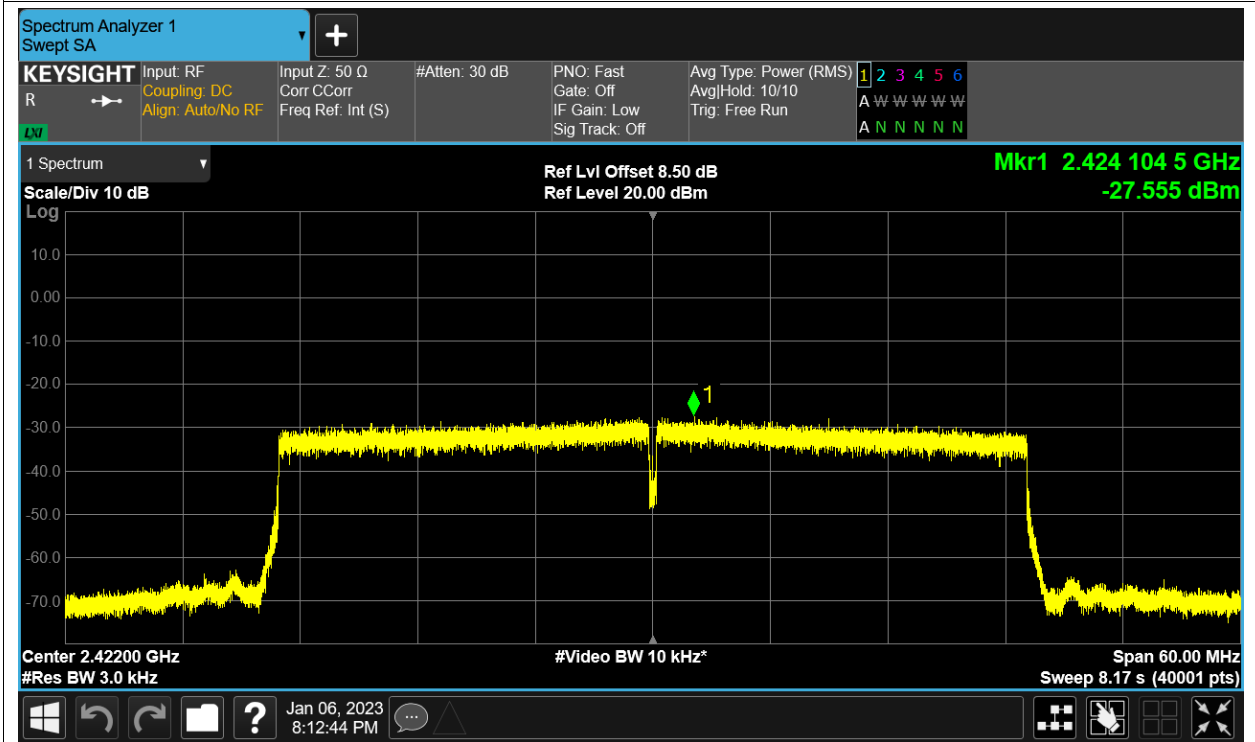 Spectrum Analyzer 1
Swept SA
+
KEYSIGHT
R
LXI
Input: RF
Coupling: DC
Align: Auto/No RF
Input Z: 50 Ω
Corr CCorr
Freq Ref: Int (S)
#Atten: 30 dB
PNO: Fast
Gate: Off
IF Gain: Low
Sig Track: Off
Avg Type: Power (RMS)
Avg|Hold: 10/10
Trig: Free Run
1 2 3 4 5 6
A W W W W W
A N N N N N
1 Spectrum
Scale/Div 10 dB
Log
Ref Lvl Offset 8.50 dB
Ref Level 20.00 dBm
Mkr1 2.424 104 5 GHz
-27.555 dBm
10.0
0.00
-10.0
-20.0
-30.0
-40.0
-50.0
-60.0
-70.0
1
Center 2.42200 GHz
#Res BW 3.0 kHz
#Video BW 10 kHz*
Span 60.00 MHz
Sweep 8.17 s (40001 pts)
?
Jan 06, 2023
8:12:44 PM